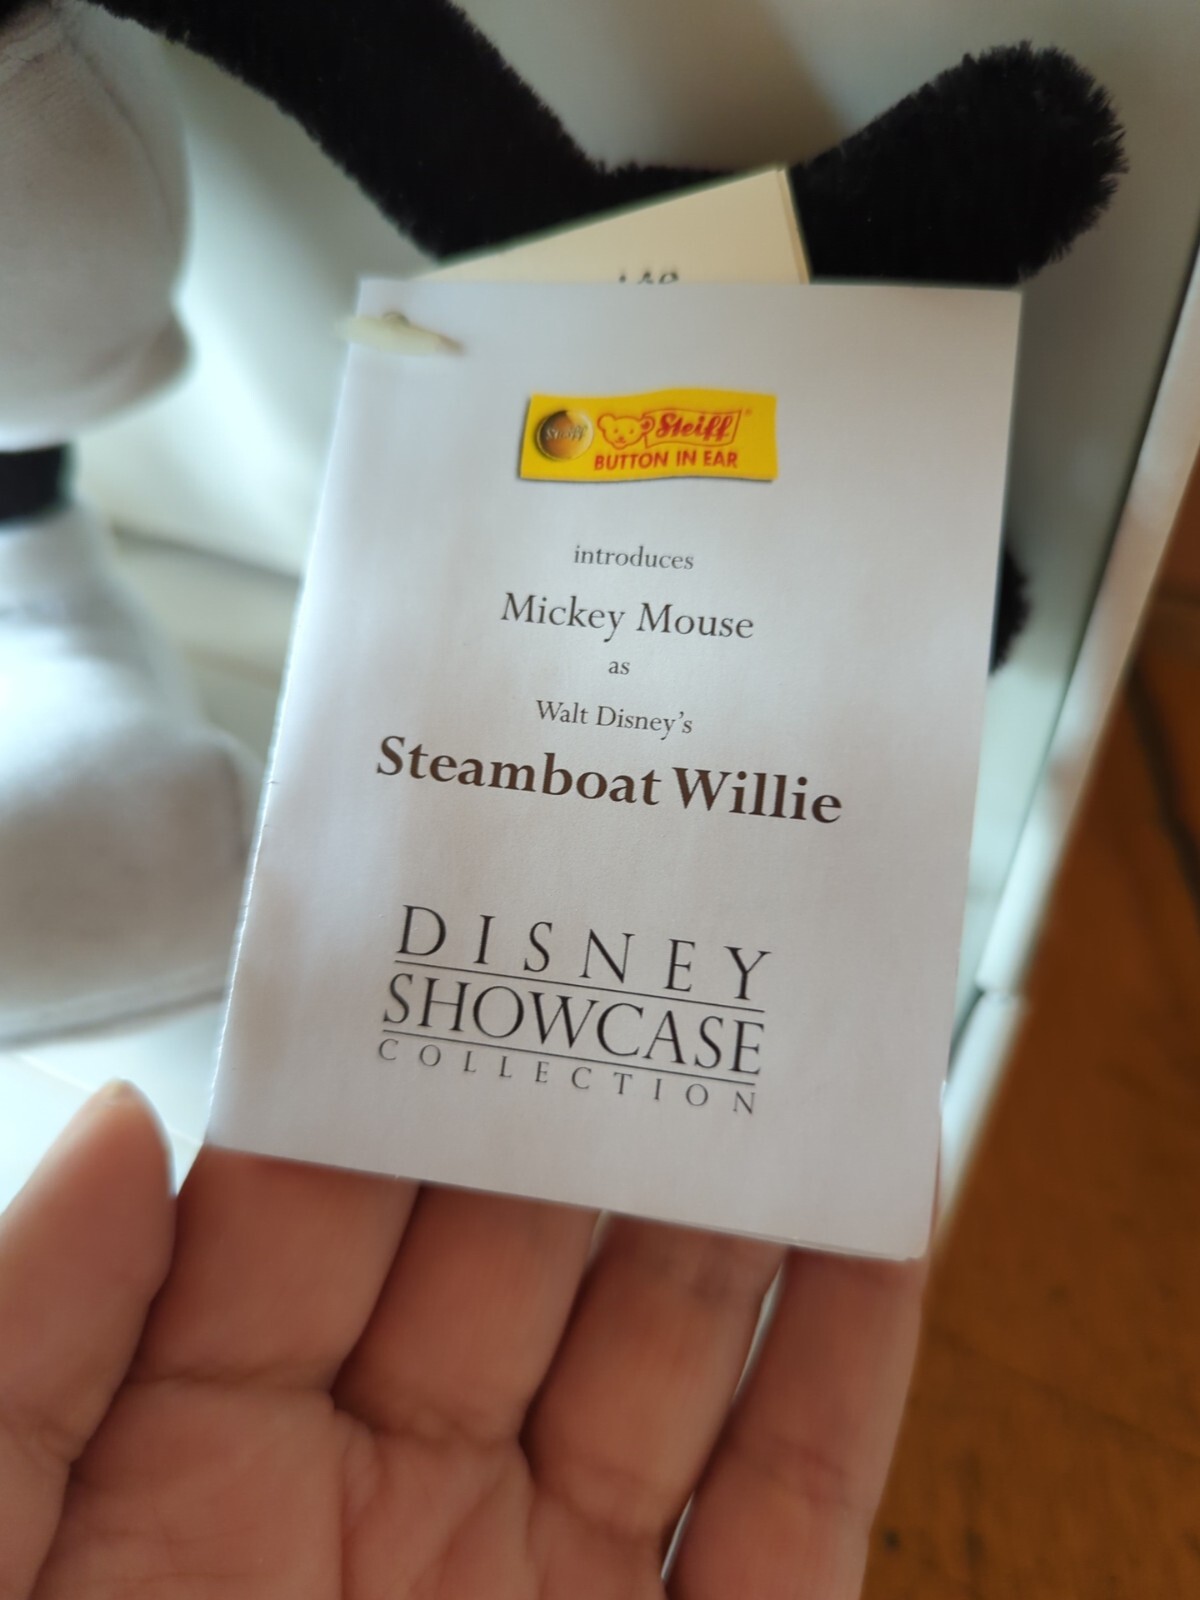 Steiff
Steiff®
BUTTON IN EAR
introduces
Mickey Mouse
as
Walt Disney's
Steamboat Willie
DISNEY
SHOWCASE
COLLECTION